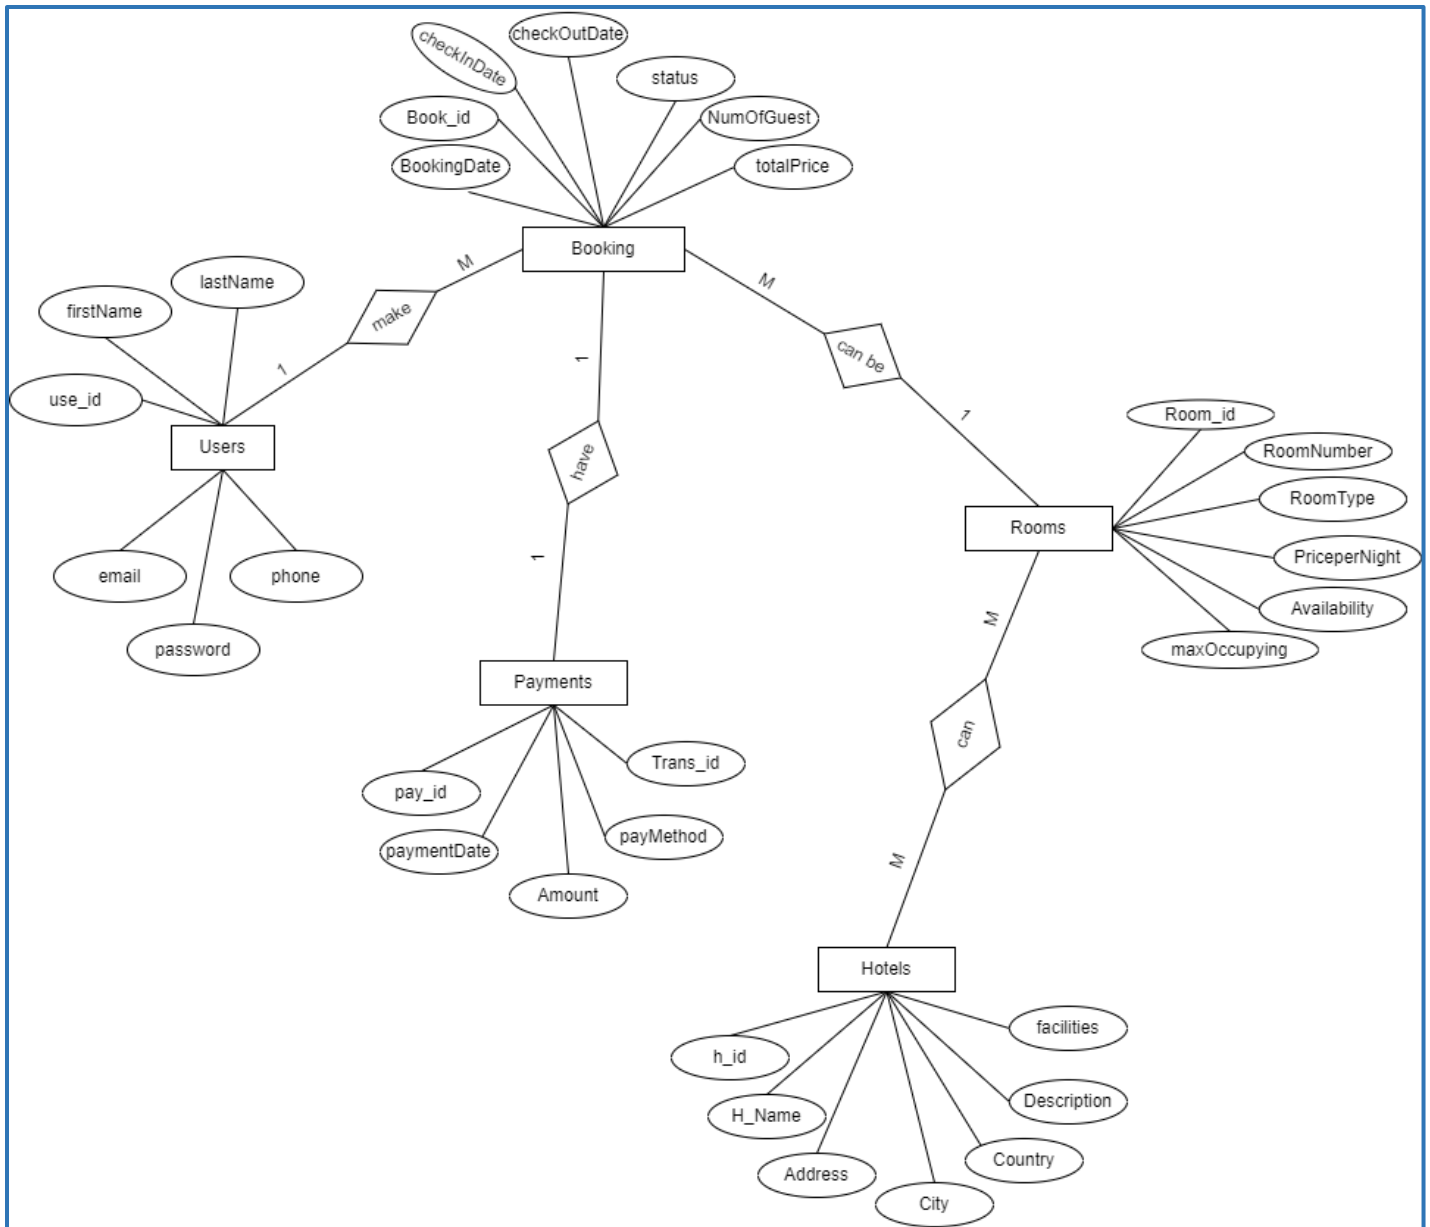 checkOutDate
checkInDate
status
Book_id
NumOfGuest
BookingDate
totalPrice
Booking
M
M
lastName
firstName
make
can be
1
1
use_id
1
Room_id
Users
RoomNumber
have
RoomType
Rooms
1
PriceperNight
email
phone
Availability
M
password
maxOccupying
Payments
can
Trans_id
pay_id
payMethod
paymentDate
M
Amount
Hotels
facilities
h_id
Description
H_Name
Country
Address
City